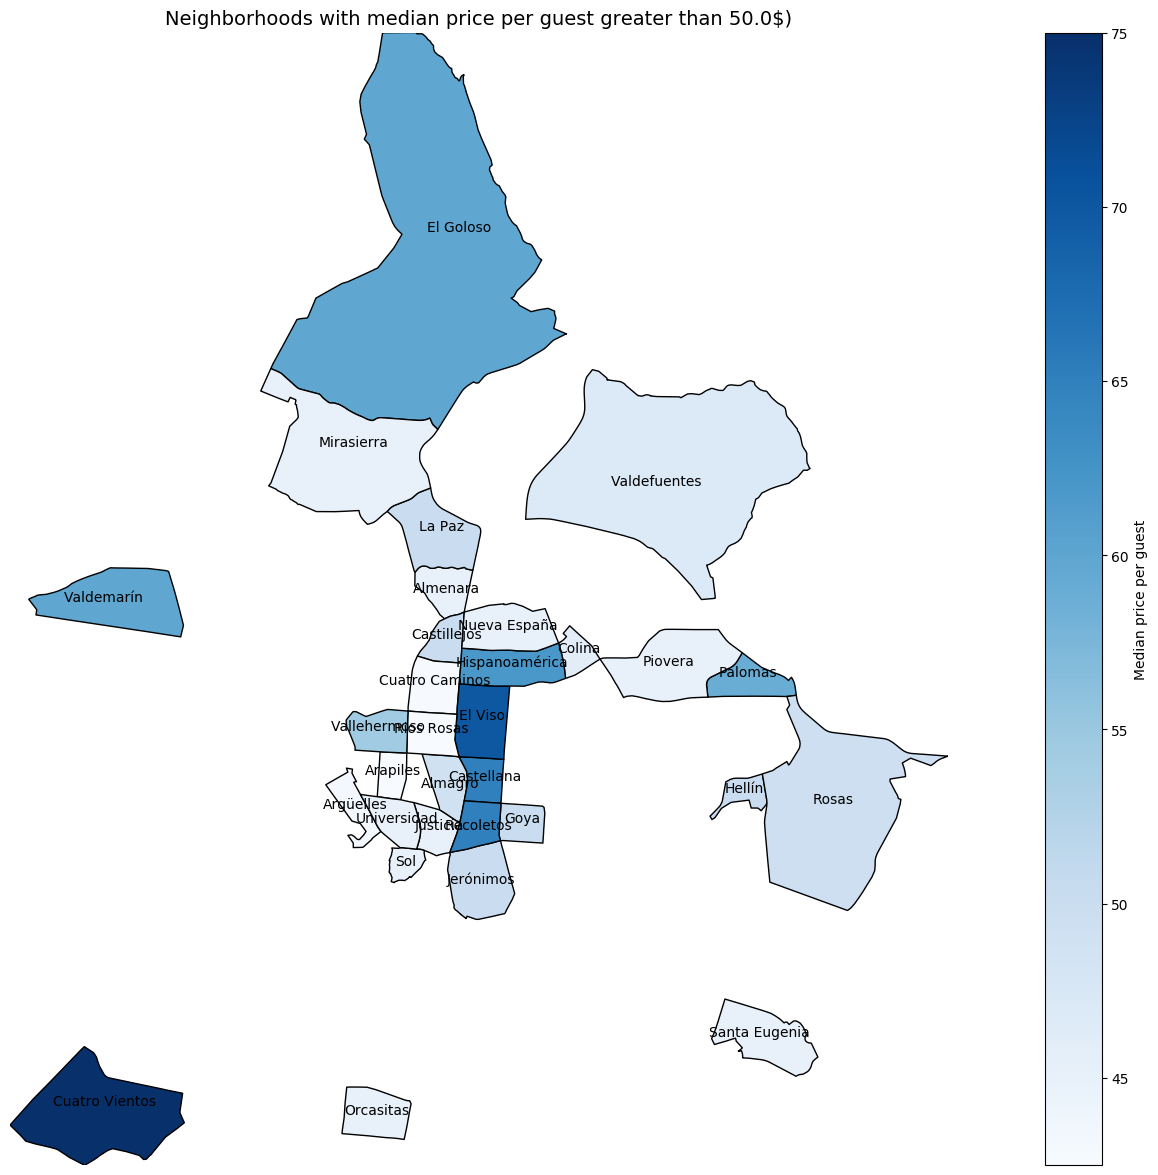 Neighborhoods with median price per guest greater than 50.0$)
75
El Goloso
70
65
Mirasierra
Valdefuentes
La Paz
60
Almenara
Valdemarín
Nueva España
Castillejos
Colina
Hispanoamérica
Piovera
Median price per guest
Palomas
Cuatro Caminos
El Viso
Vallehermoso
Ríos Rosas
55
Arapiles
Castellana
Almagro
Hellín
Rosas
Argüelles
Universidad
Justicia
Recoletos
Goya
Sol
Jerónimos
50
Santa Eugenia
45
Cuatro Vientos
Orcasitas